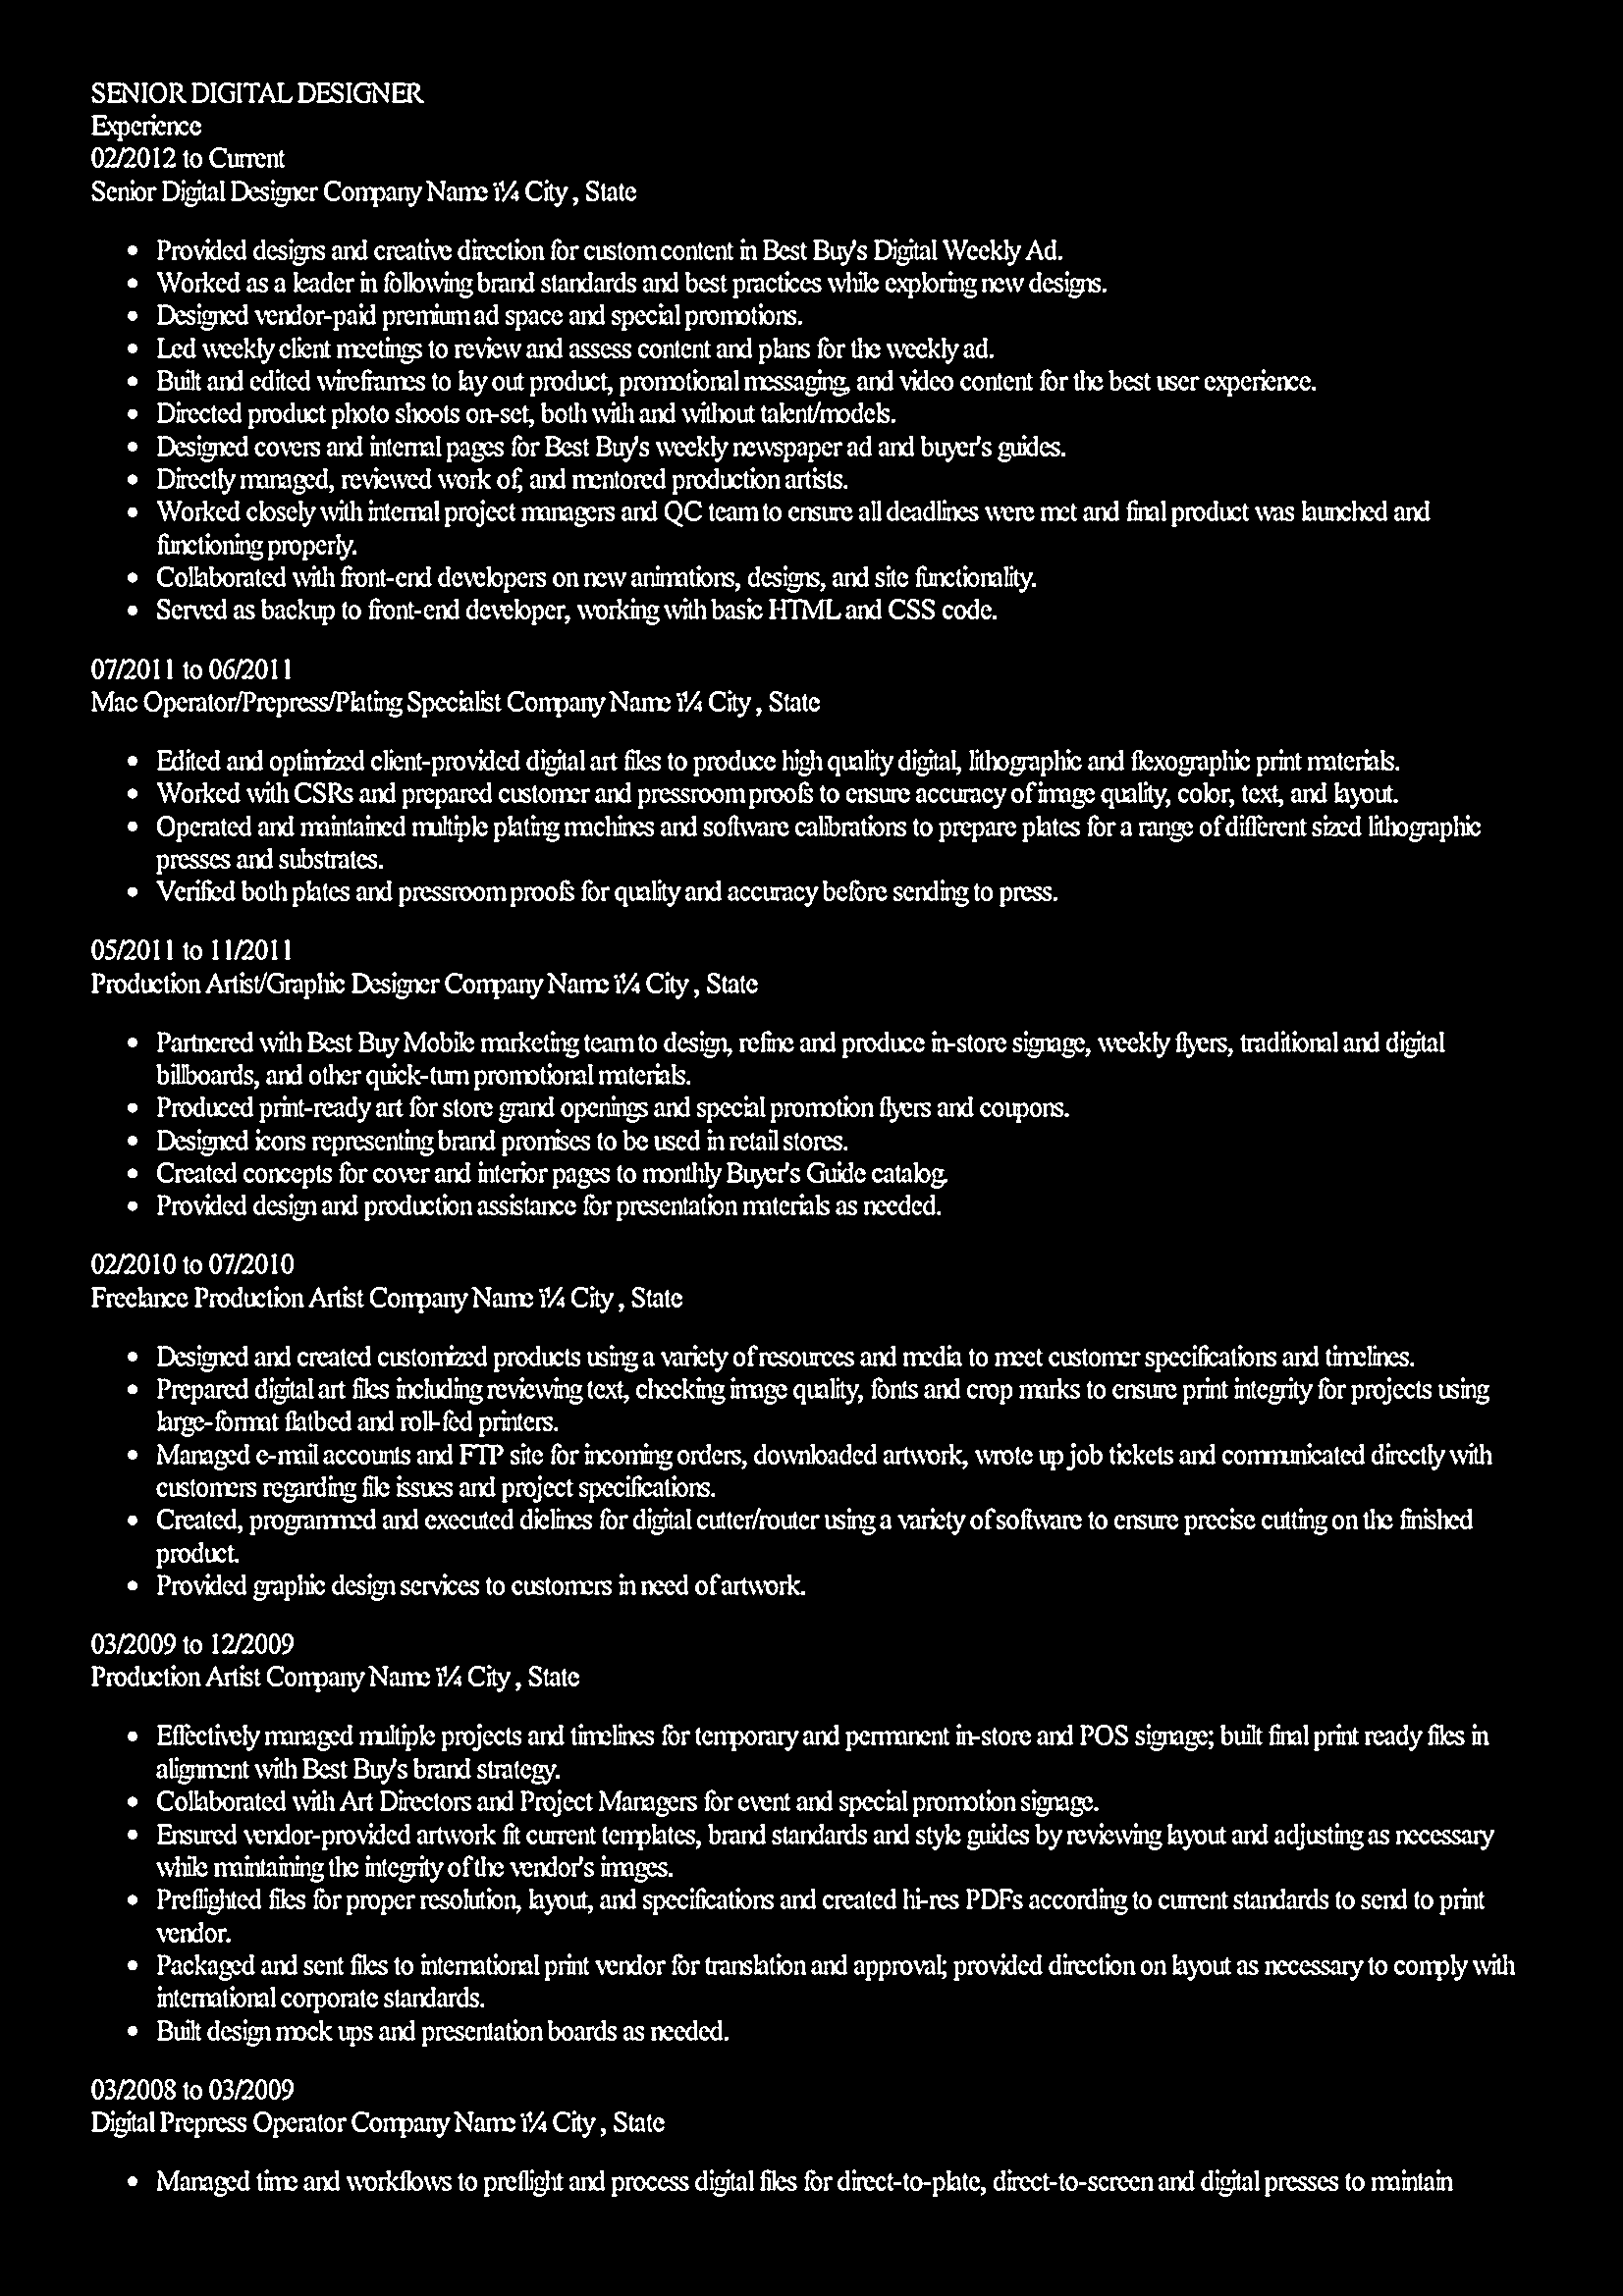 SENIOR DIGITAL DESIGNER
Experience
02/2012 to Current
Senior Digital Designer Company Name ï¼ City , State
• Provided designs and creative direction for custom content in Best Buy's Digital Weekly Ad.
• Worked as a leader in following brand standards and best practices while exploring new designs.
• Designed vendor-paid premium ad space and special promotions.
• Led weekly client meetings to review and assess content and plans for the weekly ad.
• Built and edited wireframes to lay out product, promotional messaging, and video content for the best user experience.
• Directed product photo shoots on-set, both with and without talent/models.
• Designed covers and internal pages for Best Buy's weekly newspaper ad and buyer's guides.
• Directly managed, reviewed work of, and mentored production artists.
• Worked closely with internal project managers and QC team to ensure all deadlines were met and final product was launched and
functioning properly.
• Collaborated with front-end developers on new animations, designs, and site functionality.
• Served as backup to front-end developer, working with basic HTML and CSS code.
07/2011 to 06/2011
Mac Operator/Prepress/Plating Specialist Company Name ï¼ City , State
• Edited and optimized client-provided digital art files to produce high quality digital, lithographic and flexographic print materials.
• Worked with CSRs and prepared customer and pressroom proofs to ensure accuracy of image quality, color, text, and layout.
• Operated and maintained multiple plating machines and software calibrations to prepare plates for a range of different sized lithographic
presses and substrates.
• Verified both plates and pressroom proofs for quality and accuracy before sending to press.
05/2011 to 11/2011
Production Artist/Graphic Designer Company Name ï¼ City , State
• Partnered with Best Buy Mobile marketing team to design, refine and produce in-store signage, weekly flyers, traditional and digital
billboards, and other quick-turn promotional materials.
• Produced print-ready art for store grand openings and special promotion flyers and coupons.
• Designed icons representing brand promises to be used in retail stores.
• Created concepts for cover and interior pages to monthly Buyer's Guide catalog.
• Provided design and production assistance for presentation materials as needed.
02/2010 to 07/2010
Freelance Production Artist Company Name ï¼ City , State
• Designed and created customized products using a variety of resources and media to meet customer specifications and timelines.
• Prepared digital art files including reviewing text, checking image quality, fonts and crop marks to ensure print integrity for projects using
large-format flatbed and roll-fed printers.
• Managed e-mail accounts and FTP site for incoming orders, downloaded artwork, wrote up job tickets and communicated directly with
customers regarding file issues and project specifications.
• Created, programmed and executed dielines for digital cutter/router using a variety of software to ensure precise cutting on the finished
product.
• Provided graphic design services to customers in need of artwork.
03/2009 to 12/2009
Production Artist Company Name ï¼ City , State
• Effectively managed multiple projects and timelines for temporary and permanent in-store and POS signage; built final print ready files in
alignment with Best Buy's brand strategy.
• Collaborated with Art Directors and Project Managers for event and special promotion signage.
• Ensured vendor-provided artwork fit current templates, brand standards and style guides by reviewing layout and adjusting as necessary
while maintaining the integrity of the vendor's images.
• Preflighted files for proper resolution, layout, and specifications and created hi-res PDFs according to current standards to send to print
vendor.
• Packaged and sent files to international print vendor for translation and approval; provided direction on layout as necessary to comply with
international corporate standards.
• Built design mock ups and presentation boards as needed.
03/2008 to 03/2009
Digital Prepress Operator Company Name ï¼ City , State
• Managed time and workflows to preflight and process digital files for direct-to-plate, direct-to-screen and digital presses to maintain